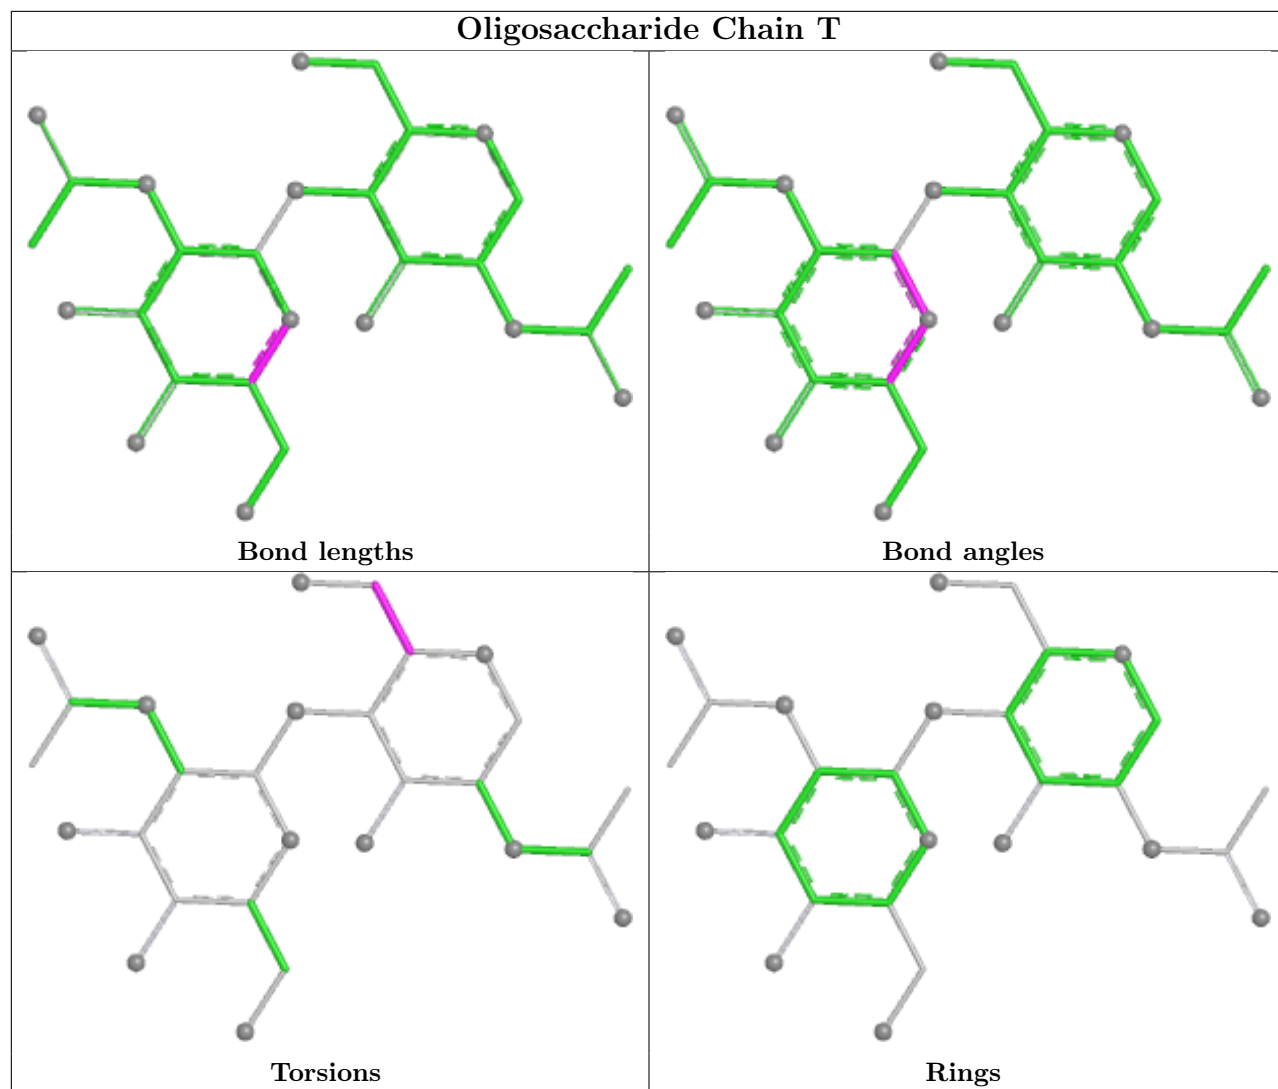 Oligosaccharide Chain T
Bond lengths
Bond angles
Torsions
Rings